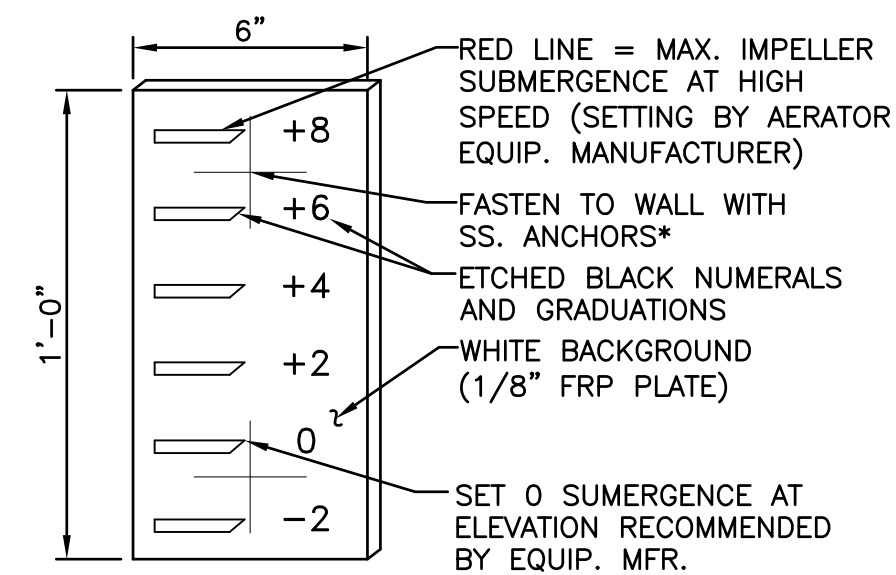 6"
1'-0"
+8
+6
+4
+2
0
-2
RED LINE = MAX. IMPELLER
SUBMERGENCE AT HIGH
SPEED (SETTING BY AERATOR
EQUIP. MANUFACTURER)
FASTEN TO WALL WITH
SS. ANCHORS*
ETCHED BLACK NUMERALS
AND GRADUATIONS
WHITE BACKGROUND
(1/8" FRP PLATE)
SET 0 SUMERGENCE AT
ELEVATION RECOMMENDED
BY EQUIP. MFR.